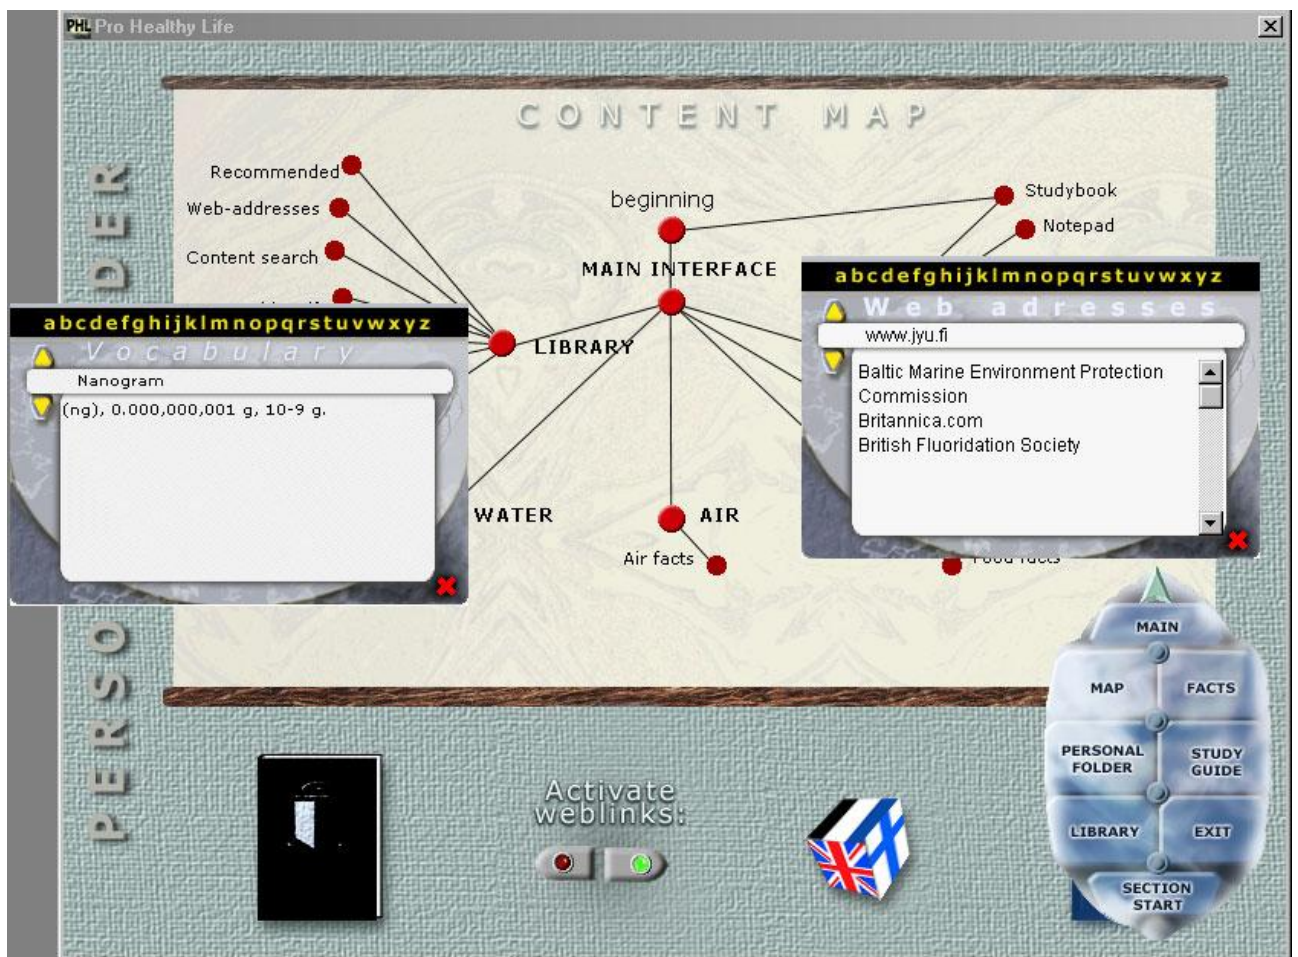 PHL Pro Healthy Life
CONTENT MAP
Recommended
Web-addresses
Content search
beginning
MAIN INTERFACE
LIBRARY
Studybook
Notepad
WATER
AIR
Air facts
Food facts
abcdefghijklmnopqrstuvwxyz
Vocabulary
Nanogram
(ng), 0.000,000,001 g, 10-9 g.
abcdefghijklmnopqrstuvwxyz
Web adresses
www.jyu.fi
Baltic Marine Environment Protection
Commission
Britannica.com
British Fluoridation Society
PERSO
DER
Activate
weblinks:
MAIN
MAP
FACTS
PERSONAL
FOLDER
STUDY
GUIDE
LIBRARY
EXIT
SECTION
START